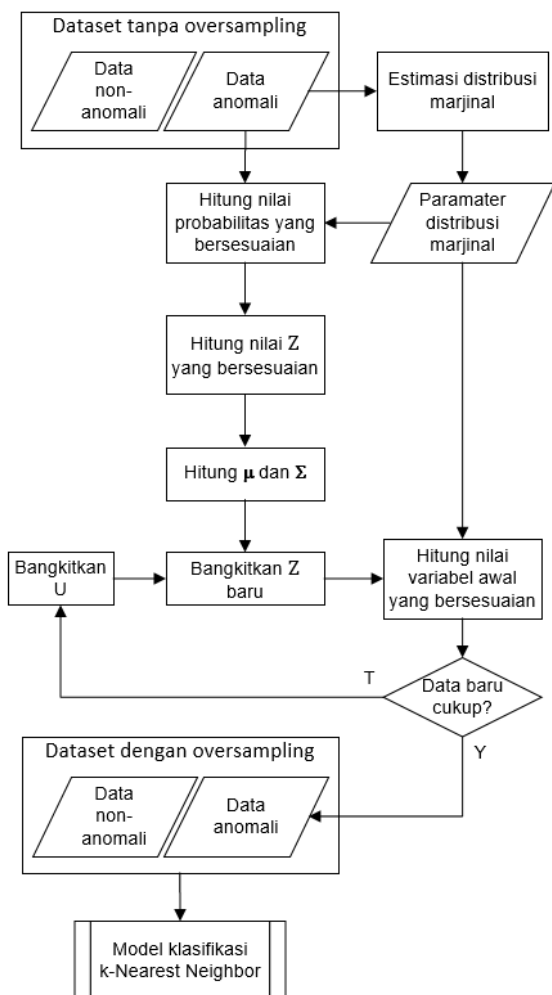 Dataset tanpa oversampling
Data
non-
anomali
Data
anomali
Estimasi distribusi
marjinal
Hitung nilai
probabilitas yang
bersesuaian
Paramater
distribusi
marjinal
Hitung nilai Z
yang bersesuaian
Hitung μ dan Σ
Bangkitkan
U
Bangkitkan Z
baru
Hitung nilai
variabel awal
yang bersesuaian
T
Data baru
cukup?
Y
Dataset dengan oversampling
Data
non-
anomali
Data
anomali
Model klasifikasi
k-Nearest Neighbor